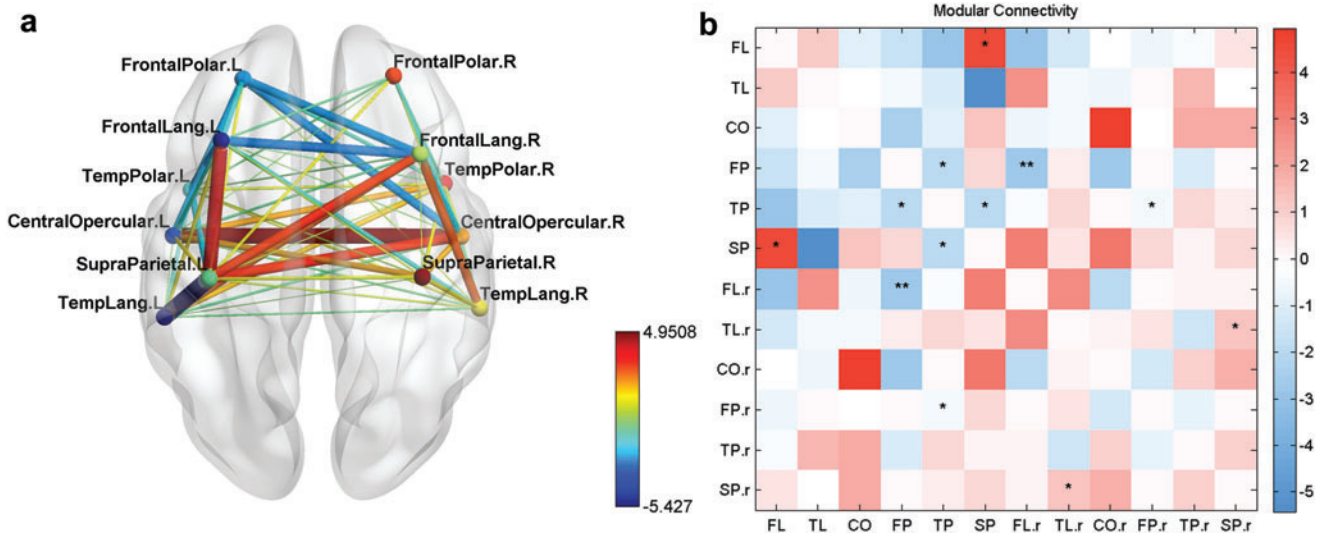 a
FrontalPolar.L
FrontalPolar.R
FrontalLang.L
FrontalLang.R
TempPolar.L
TempPolar.R
CentralOpercular.L
CentralOpercular.R
SupraParietal.L
SupraParietal.R
TempLang.L
TempLang.R
4.9508
-5.427
b
Modular Connectivity
FL
*
TL
CO
FP
* **
TP
* * *
SP
* *
FL.r
**
TL.r
*
CO.r
FP.r
*
TP.r
SP.r
*
FL TL CO FP TP SP FL.r TL.r CO.r FP.r TP.r SP.r
4
3
2
1
0
-1
-2
-3
-4
-5